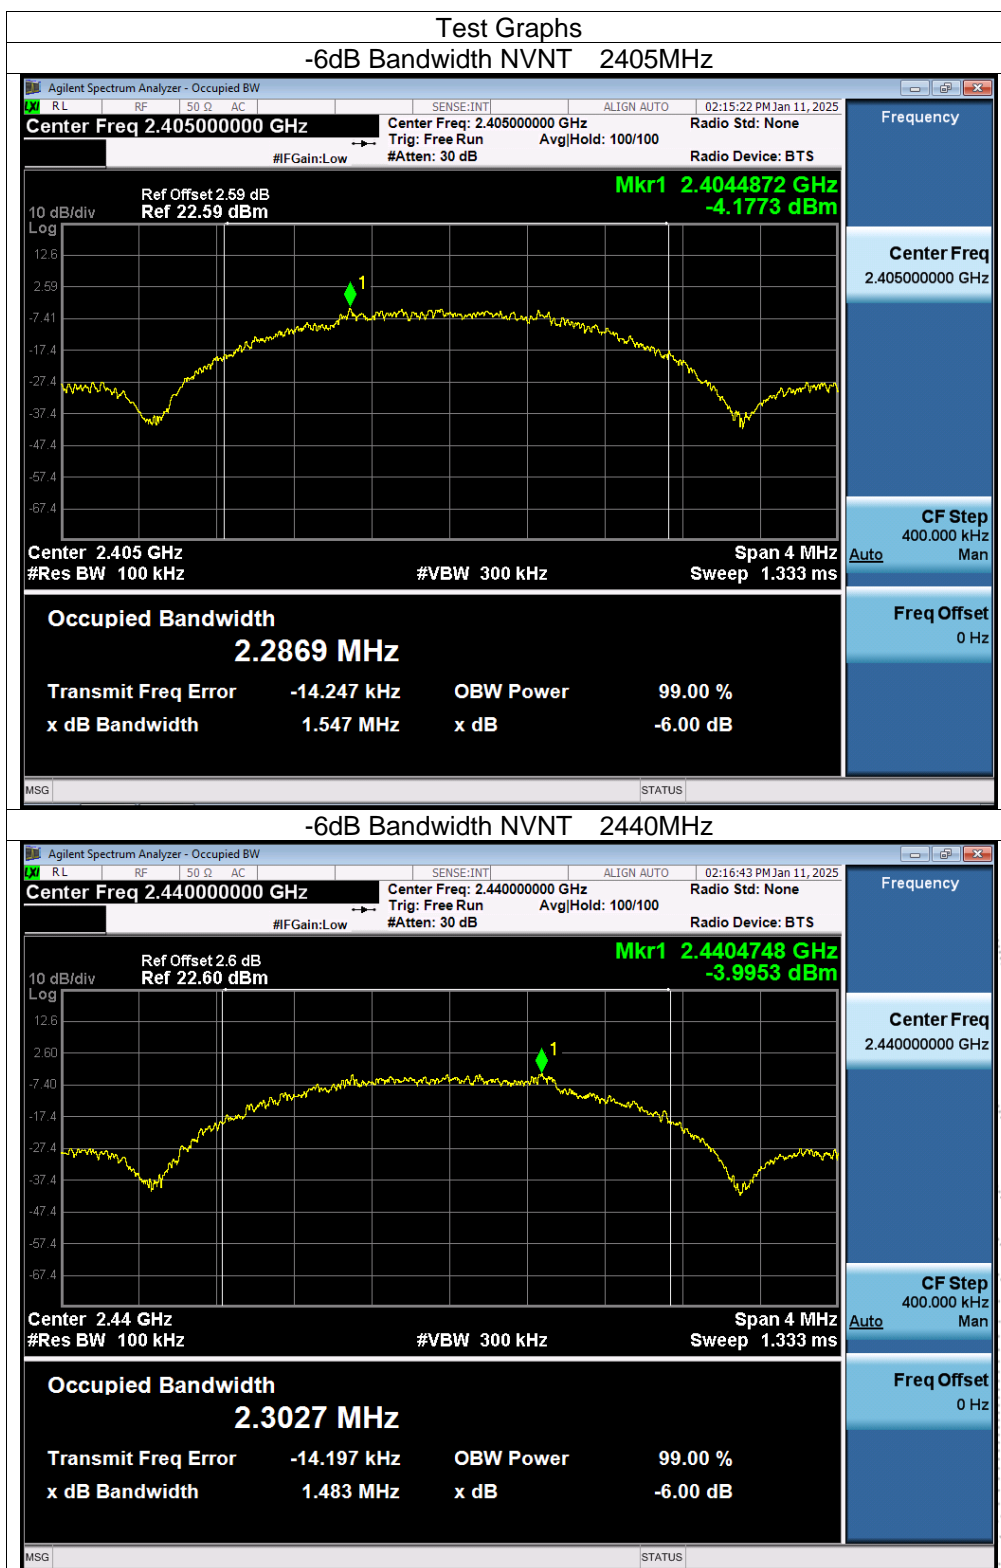 Test Graphs
-6dB Bandwidth NVNT 2405MHz
Agilent Spectrum Analyzer - Occupied BW
LXI RL RF 50 Ω AC SENSE:INT ALIGN AUTO 02:15:22 PM Jan 11, 2025
Center Freq 2.405000000 GHz
Center Freq: 2.405000000 GHz
Radio Std: None
Trig: Free Run Avg|Hold: 100/100
#IFGain:Low
#Atten: 30 dB
Radio Device: BTS
Frequency
Mkr1 2.4044872 GHz
-4.1773 dBm
Ref Offset 2.59 dB
10 dB/div Ref 22.59 dBm
Log
12.6
2.59
-7.41
-17.4
-27.4
-37.4
-47.4
-57.4
-67.4
1
Center Freq
2.405000000 GHz
Center 2.405 GHz Span 4 MHz
#Res BW 100 kHz #VBW 300 kHz Sweep 1.333 ms
CF Step
400.000 kHz
Auto Man
Occupied Bandwidth
2.2869 MHz
Transmit Freq Error -14.247 kHz OBW Power 99.00 %
x dB Bandwidth 1.547 MHz x dB -6.00 dB
Freq Offset
0 Hz
MSG STATUS
-6dB Bandwidth NVNT 2440MHz
Agilent Spectrum Analyzer - Occupied BW
LXI RL RF 50 Ω AC SENSE:INT ALIGN AUTO 02:16:43 PM Jan 11, 2025
Center Freq 2.440000000 GHz
Center Freq: 2.440000000 GHz
Radio Std: None
Trig: Free Run Avg|Hold: 100/100
#IFGain:Low
#Atten: 30 dB
Radio Device: BTS
Frequency
Mkr1 2.4404748 GHz
-3.9953 dBm
Ref Offset 2.6 dB
10 dB/div Ref 22.60 dBm
Log
12.6
2.60
-7.40
-17.4
-27.4
-37.4
-47.4
-57.4
-67.4
1
Center Freq
2.440000000 GHz
Center 2.44 GHz Span 4 MHz
#Res BW 100 kHz #VBW 300 kHz Sweep 1.333 ms
CF Step
400.000 kHz
Auto Man
Occupied Bandwidth
2.3027 MHz
Transmit Freq Error -14.197 kHz OBW Power 99.00 %
x dB Bandwidth 1.483 MHz x dB -6.00 dB
Freq Offset
0 Hz
MSG STATUS